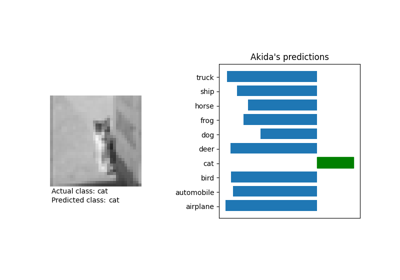 Akida's predictions
truck
ship
horse
frog
dog
deer
cat
bird
automobile
airplane
Actual class: cat
Predicted class: cat